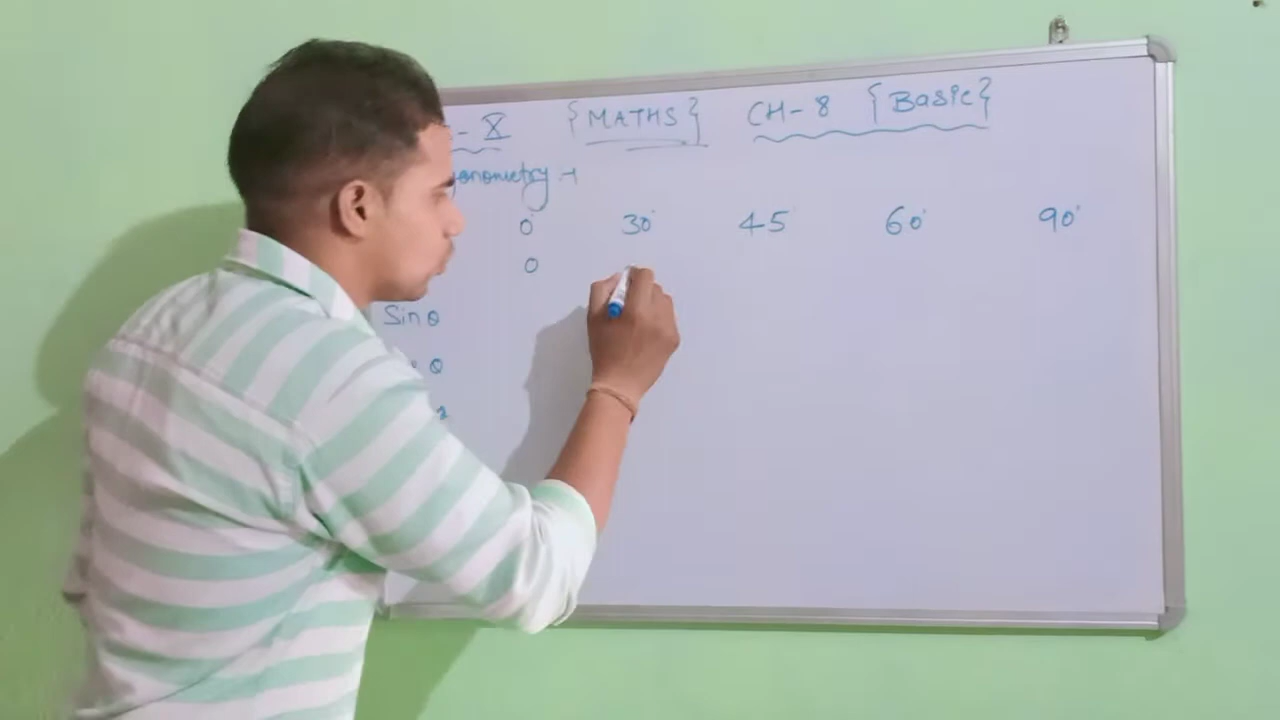 - X {MATHS} CH-8 {Basic}
0° 30° 45° 60° 90°
0
Sin θ
θ